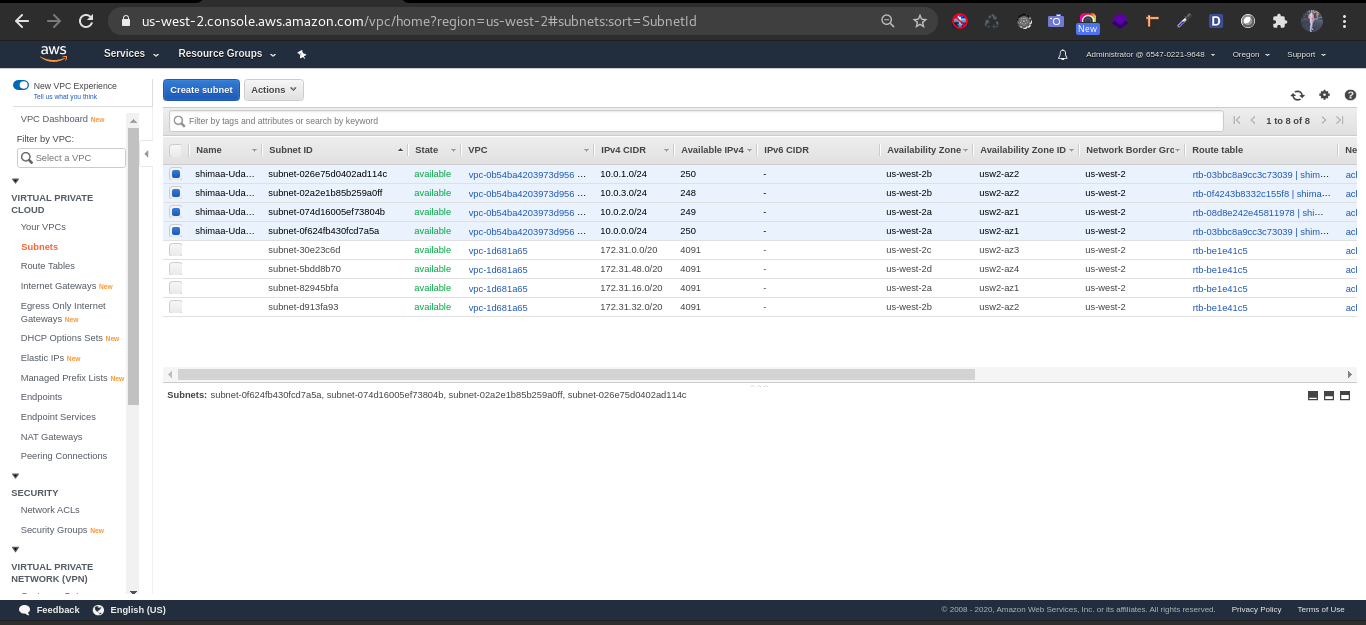 us-west-2.console.aws.amazon.com/vpc/home?region=us-west-2#subnets:sort=SubnetId
New
D
aws Services Resource Groups Administrator @ 6547-0221-9648 Oregon Support
New VPC Experience
Tell us what you think
VPC Dashboard New
Filter by VPC:
Select a VPC
VIRTUAL PRIVATE
CLOUD
Your VPCs
Subnets
Route Tables
Internet Gateways New
Egress Only Internet
Gateways New
DHCP Options Sets New
Elastic IPs New
Managed Prefix Lists New
Endpoints
Endpoint Services
NAT Gateways
Peering Connections
SECURITY
Network ACLs
Security Groups New
VIRTUAL PRIVATE
NETWORK (VPN)
Create subnet Actions
Filter by tags and attributes or search by keyword 1 to 8 of 8
Name Subnet ID State VPC IPv4 CIDR Available IPv4 IPv6 CIDR Availability Zone Availability Zone ID Network Border Grc Route table Ne
shimaa-Uda... subnet-026e75d0402ad114c available vpc-0b54ba4203973d956 ... 10.0.1.0/24 250 - us-west-2b usw2-az2 us-west-2 rtb-03bbc8a9cc3c73039 | shim... acl
shimaa-Uda... subnet-02a2e1b85b259a0ff available vpc-0b54ba4203973d956 ... 10.0.3.0/24 248 - us-west-2b usw2-az2 us-west-2 rtb-0f4243b8332c155f8 | shima... acl
shimaa-Uda... subnet-074d16005ef73804b available vpc-0b54ba4203973d956 ... 10.0.2.0/24 249 - us-west-2a usw2-az1 us-west-2 rtb-08d8e242e45811978 | shi... acl
shimaa-Uda... subnet-0f624fb430fcd7a5a available vpc-0b54ba4203973d956 ... 10.0.0.0/24 250 - us-west-2a usw2-az1 us-west-2 rtb-03bbc8a9cc3c73039 | shim... acl
subnet-30e23c6d available vpc-1d681a65 172.31.0.0/20 4091 - us-west-2c usw2-az3 us-west-2 rtb-be1e41c5 acl
subnet-5bdd8b70 available vpc-1d681a65 172.31.48.0/20 4091 - us-west-2d usw2-az4 us-west-2 rtb-be1e41c5 acl
subnet-82945bfa available vpc-1d681a65 172.31.16.0/20 4091 - us-west-2a usw2-az1 us-west-2 rtb-be1e41c5 acl
subnet-d913fa93 available vpc-1d681a65 172.31.32.0/20 4091 - us-west-2b usw2-az2 us-west-2 rtb-be1e41c5 acl
Subnets: subnet-0f624fb430fcd7a5a, subnet-074d16005ef73804b, subnet-02a2e1b85b259a0ff, subnet-026e75d0402ad114c
Feedback English (US) © 2008 - 2020, Amazon Web Services, Inc. or its affiliates. All rights reserved. Privacy Policy Terms of Use